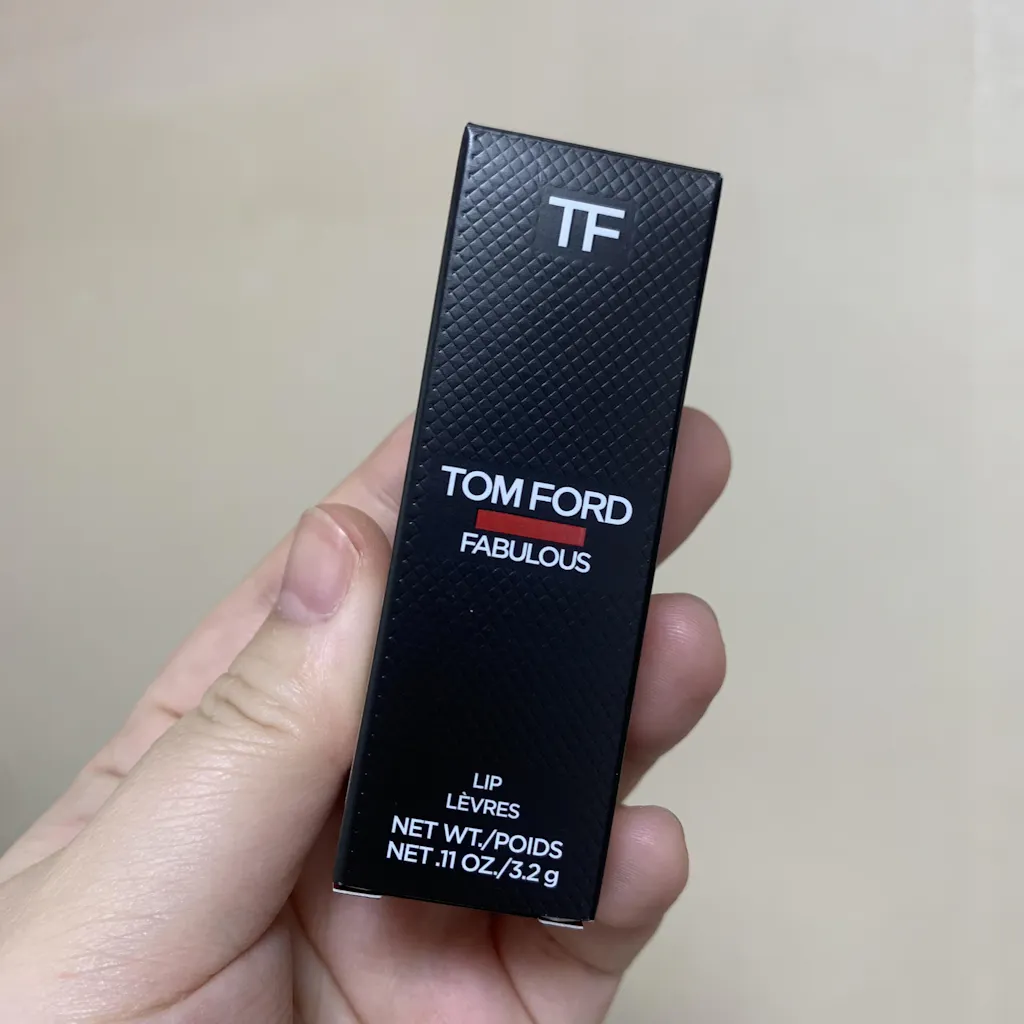 TF
TOM FORD
FABULOUS
LIP
LÈVRES
NET WT./POIDS
NET .11 OZ./3.2 g